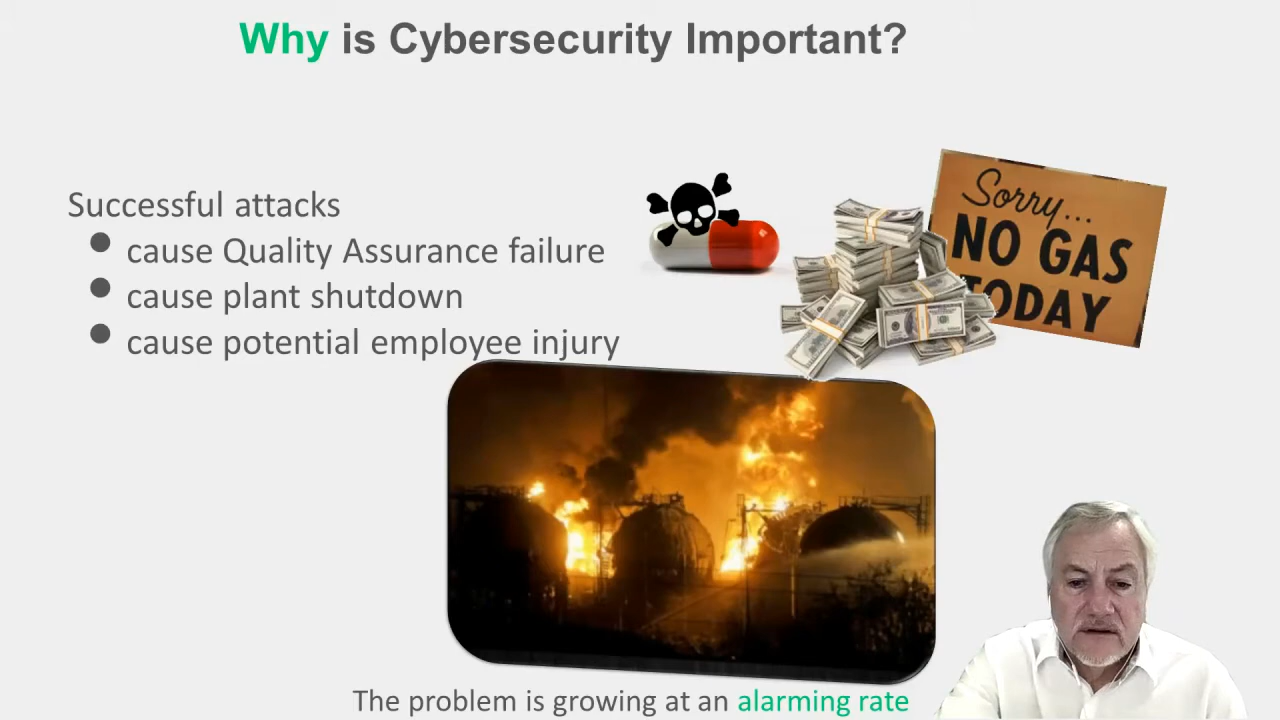 Why is Cybersecurity Important?
Successful attacks
• cause Quality Assurance failure
• cause plant shutdown
• cause potential employee injury
Sorry...
NO GAS
TODAY
The problem is growing at an alarming rate